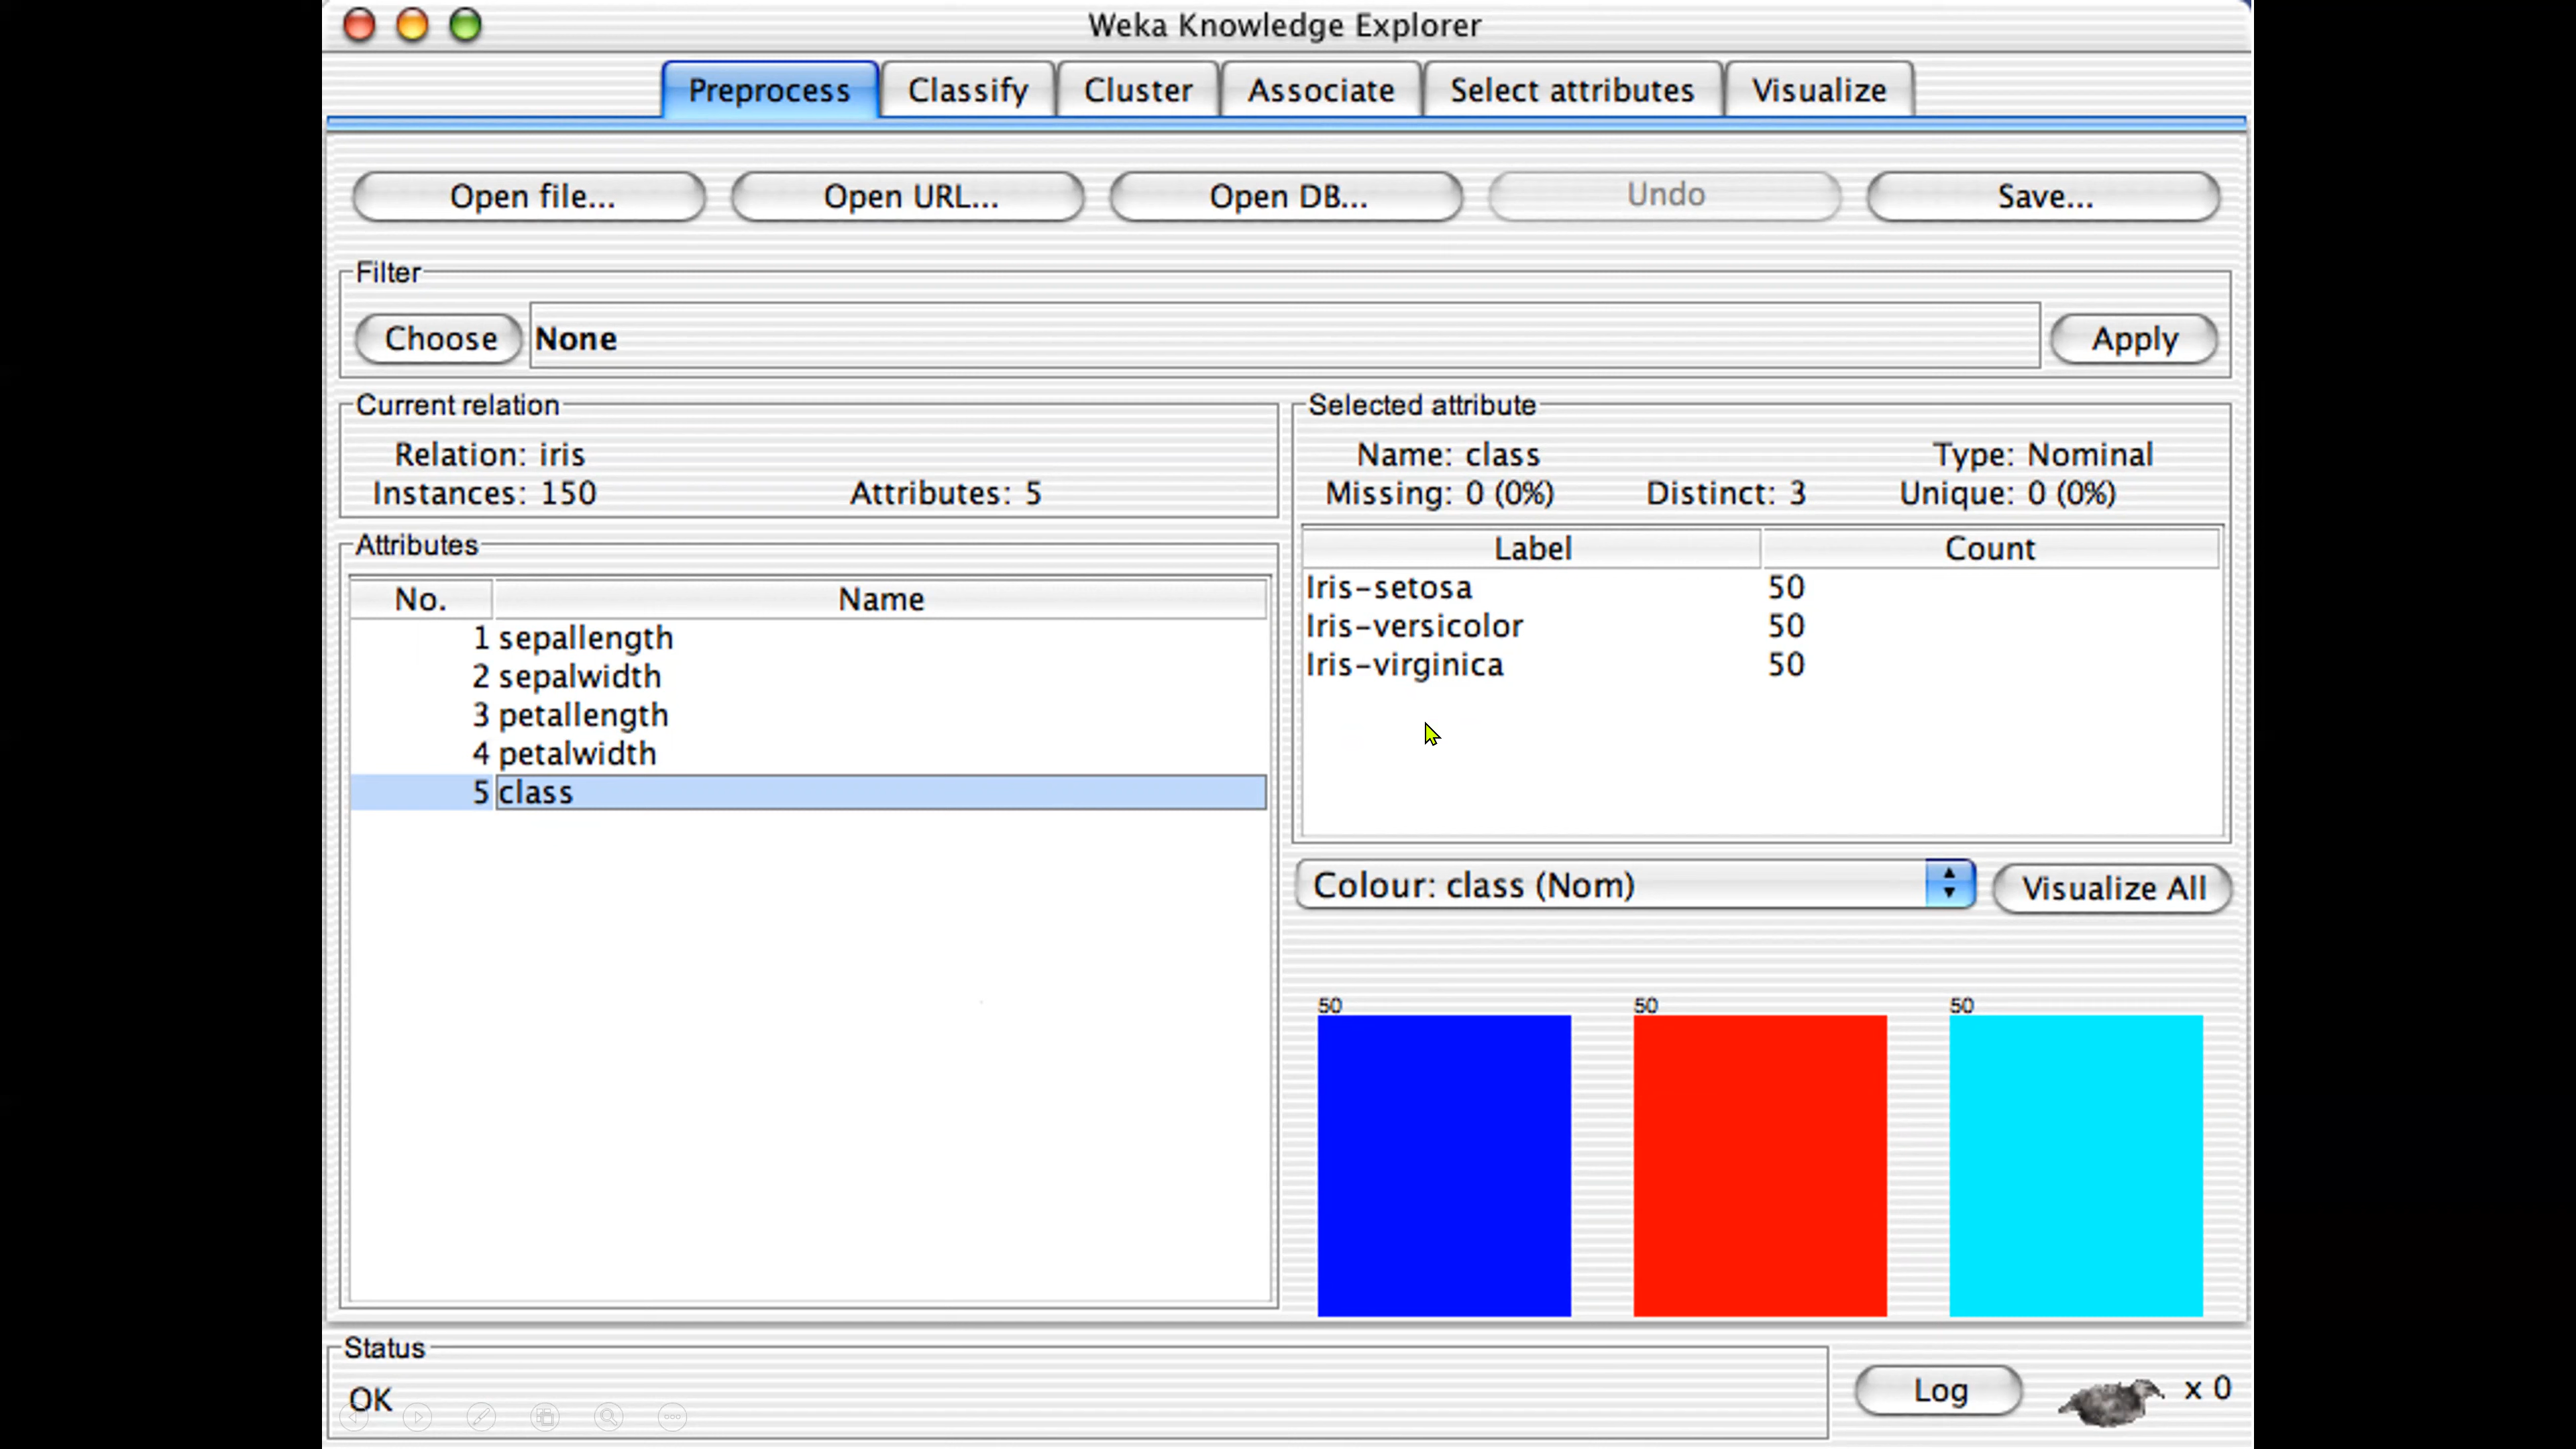 Weka Knowledge Explorer
Preprocess Classify Cluster Associate Select attributes Visualize
Open file... Open URL... Open DB... Undo Save...
Filter
Choose None Apply
Current relation
Relation: iris
Instances: 150 Attributes: 5
Selected attribute
Name: class Type: Nominal
Missing: 0 (0%) Distinct: 3 Unique: 0 (0%)
Label Count
Iris-setosa 50
Iris-versicolor 50
Iris-virginica 50
Attributes
No. Name
1 sepallength
2 sepalwidth
3 petallength
4 petalwidth
5 class
Colour: class (Nom) Visualize All
50 50 50
Status
OK
Log x 0